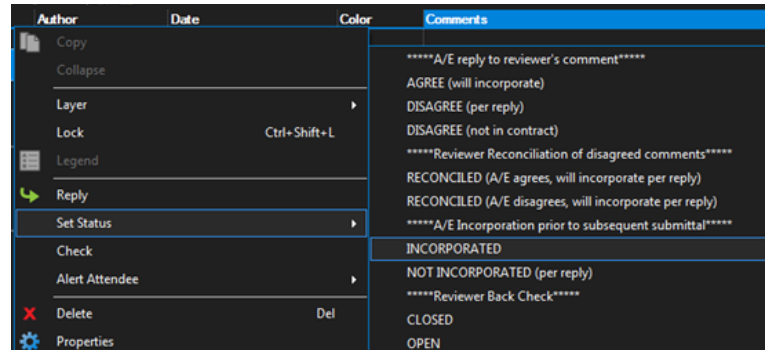 Author Date Color Comments
Copy
Collapse
Layer
Lock Ctrl+Shift+L
Legend
Reply
Set Status
Check
Alert Attendee
Delete Del
Properties
*****A/E reply to reviewer's comment*****
AGREE (will incorporate)
DISAGREE (per reply)
DISAGREE (not in contract)
*****Reviewer Reconciliation of disagreed comments*****
RECONCILED (A/E agrees, will incorporate per reply)
RECONCILED (A/E disagrees, will incorporate per reply)
*****A/E Incorporation prior to subsequent submittal*****
INCORPORATED
NOT INCORPORATED (per reply)
*****Reviewer Back Check*****
CLOSED
OPEN